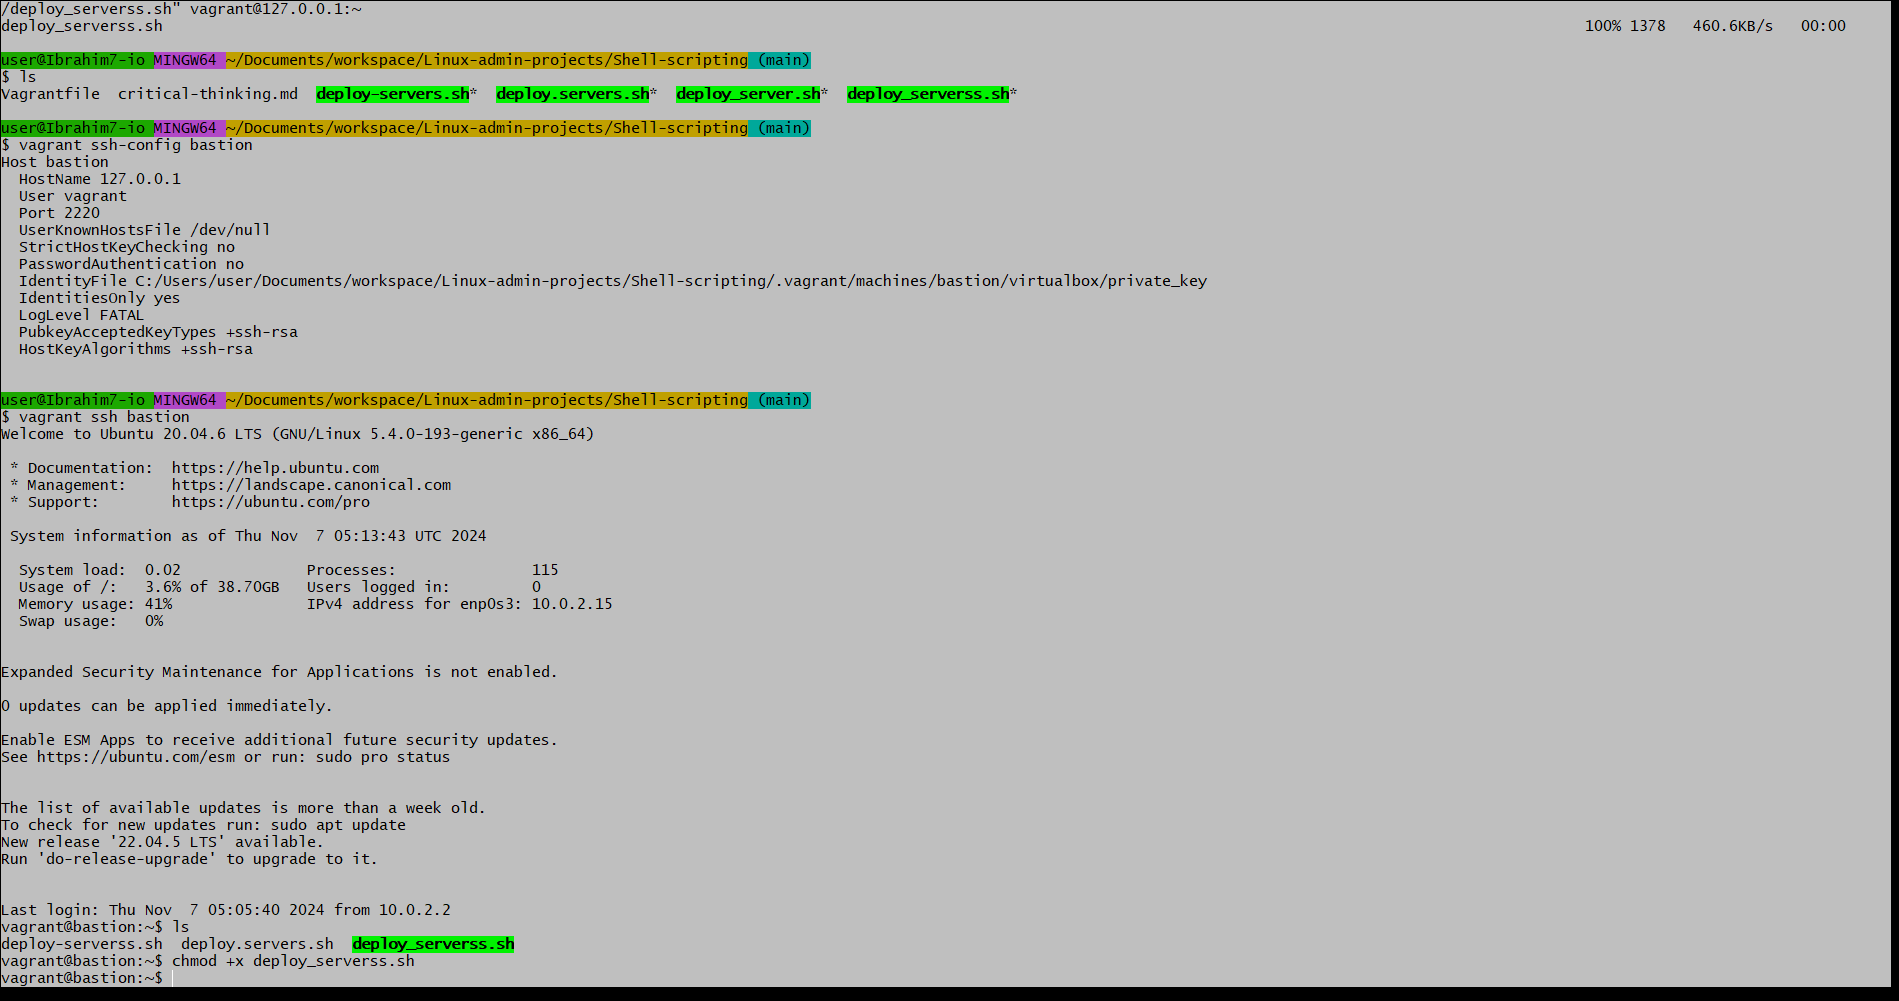 /deploy_serverss.sh" vagrant@127.0.0.1:~
deploy_serverss.sh 100% 1378 460.6KB/s 00:00
user@Ibrahim7-io MINGW64 ~/Documents/workspace/Linux-admin-projects/Shell-scripting (main)
$ ls
Vagrantfile critical-thinking.md deploy-servers.sh* deploy.servers.sh* deploy_server.sh* deploy_serverss.sh*
user@Ibrahim7-io MINGW64 ~/Documents/workspace/Linux-admin-projects/Shell-scripting (main)
$ vagrant ssh-config bastion
Host bastion
HostName 127.0.0.1
User vagrant
Port 2220
UserKnownHostsFile /dev/null
StrictHostKeyChecking no
PasswordAuthentication no
IdentityFile C:/Users/user/Documents/workspace/Linux-admin-projects/Shell-scripting/.vagrant/machines/bastion/virtualbox/private_key
IdentitiesOnly yes
LogLevel FATAL
PubkeyAcceptedKeyTypes +ssh-rsa
HostKeyAlgorithms +ssh-rsa
user@Ibrahim7-io MINGW64 ~/Documents/workspace/Linux-admin-projects/Shell-scripting (main)
$ vagrant ssh bastion
Welcome to Ubuntu 20.04.6 LTS (GNU/Linux 5.4.0-193-generic x86_64)
* Documentation: https://help.ubuntu.com
* Management: https://landscape.canonical.com
* Support: https://ubuntu.com/pro
System information as of Thu Nov 7 05:13:43 UTC 2024
System load: 0.02 Processes: 115
Usage of /: 3.6% of 38.70GB Users logged in: 0
Memory usage: 41% IPv4 address for enp0s3: 10.0.2.15
Swap usage: 0%
Expanded Security Maintenance for Applications is not enabled.
0 updates can be applied immediately.
Enable ESM Apps to receive additional future security updates.
See https://ubuntu.com/esm or run: sudo pro status
The list of available updates is more than a week old.
To check for new updates run: sudo apt update
New release '22.04.5 LTS' available.
Run 'do-release-upgrade' to upgrade to it.
Last login: Thu Nov 7 05:05:40 2024 from 10.0.2.2
vagrant@bastion:~$ ls
deploy-serverss.sh deploy.servers.sh deploy_serverss.sh
vagrant@bastion:~$ chmod +x deploy_serverss.sh
vagrant@bastion:~$